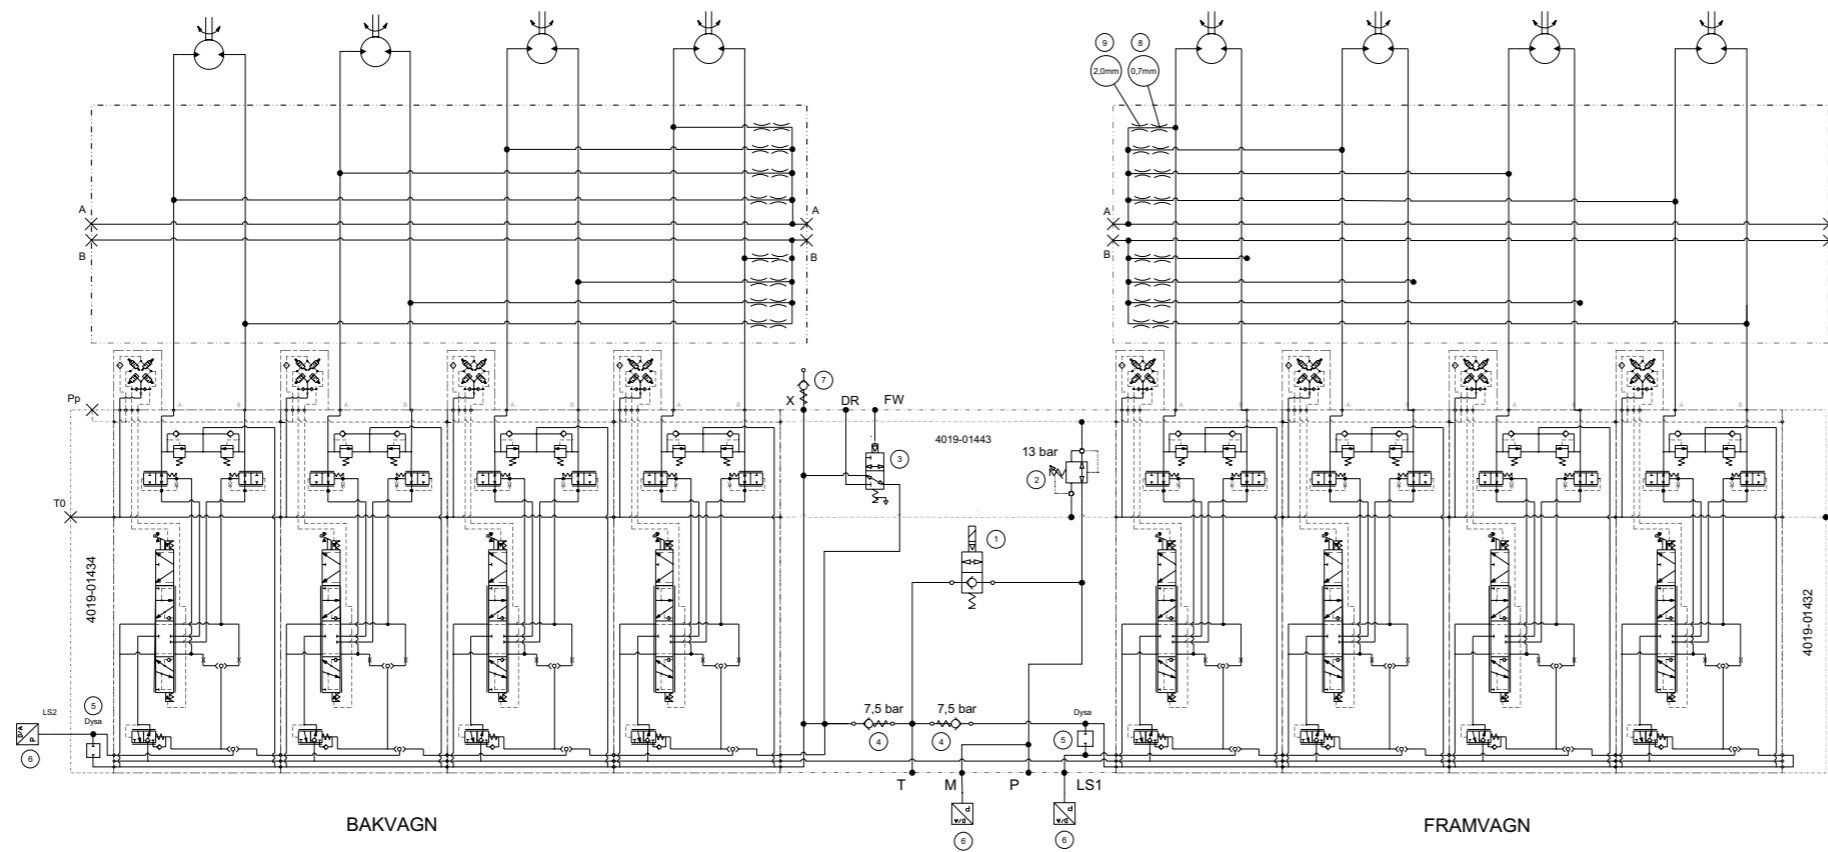 9 8
2,0mm 0,7mm
A A A
B B B
Pp
X 7 DR FW
4019-01443
3
13 bar
2
T0
1
4019-01434
4019-01432
LS2
5
Dysa
6
7,5 bar 7,5 bar
4 4
Dysa
5
T M P LS1
6 6
BAKVAGN
FRAMVAGN